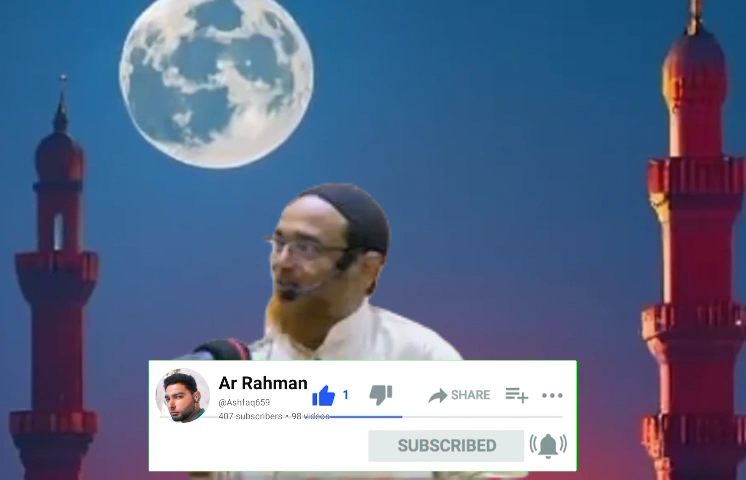 Ar Rahman
@Ashfaq659
407 subscribers • 98 videos
1
SHARE
SUBSCRIBED